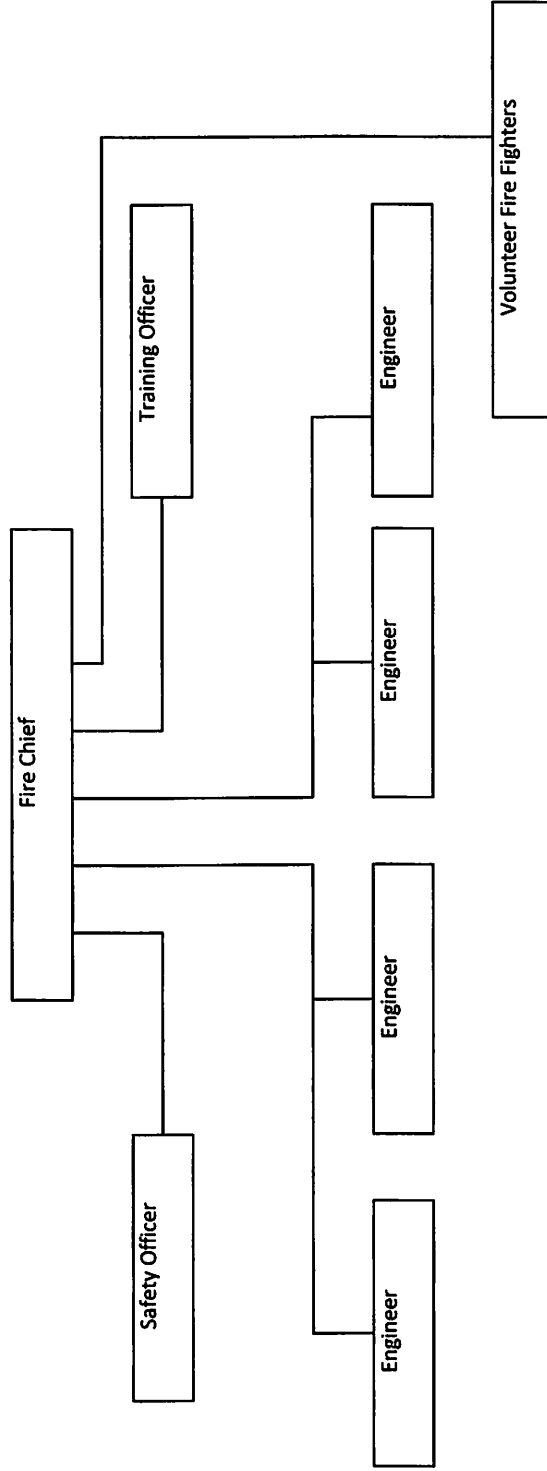 Fire Chief
Safety Officer
Training Officer
Engineer
Engineer
Engineer
Engineer
Volunteer Fire Fighters